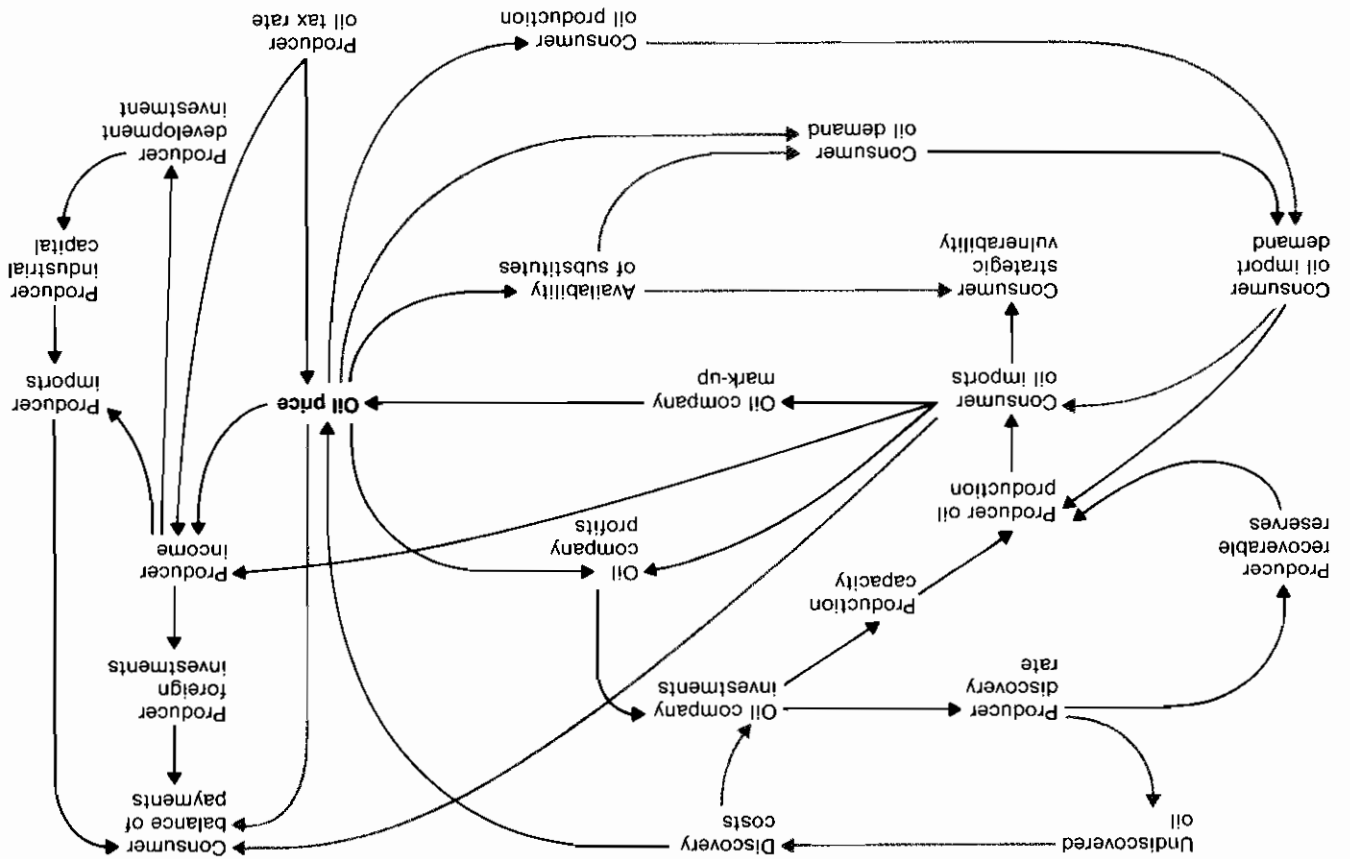 Undiscovered
oil
Discovery
costs
Consumer
balance of
payments
Producer
discovery
rate
Oil company
investments
Producer
foreign
investments
Producer
recoverable
reserves
Production
capacity
Oil
company
profits
Producer
income
Producer oil
production
Consumer
oil imports
Oil company
mark-up
Oil price
Producer
imports
Consumer
oil import
demand
Consumer
strategic
vulnerability
Availability
of substitutes
Producer
industrial
capital
Consumer
oil demand
Producer
development
investment
Consumer
oil production
Producer
oil tax rate